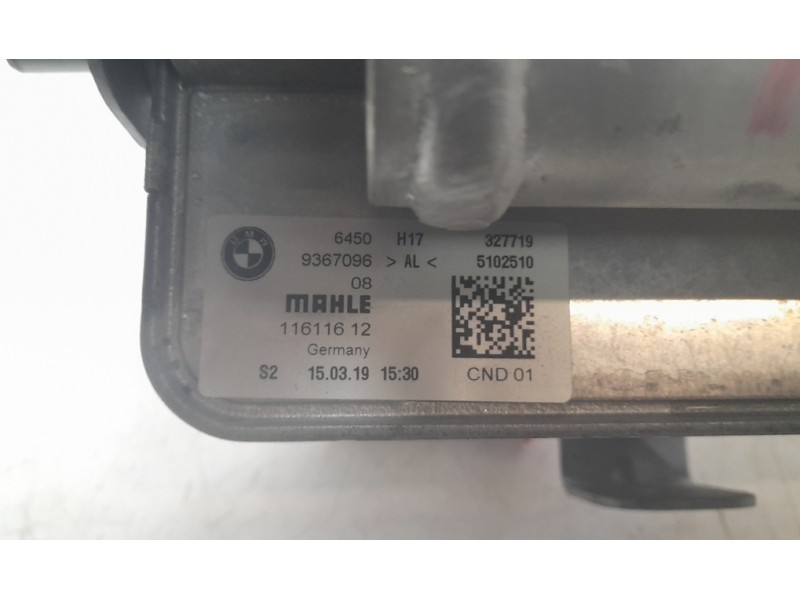 BMW
6450 H17 327719
9367096 > AL < 5102510
08
MAHLE
116116 12
Germany
S2 15.03.19 15:30 CND 01